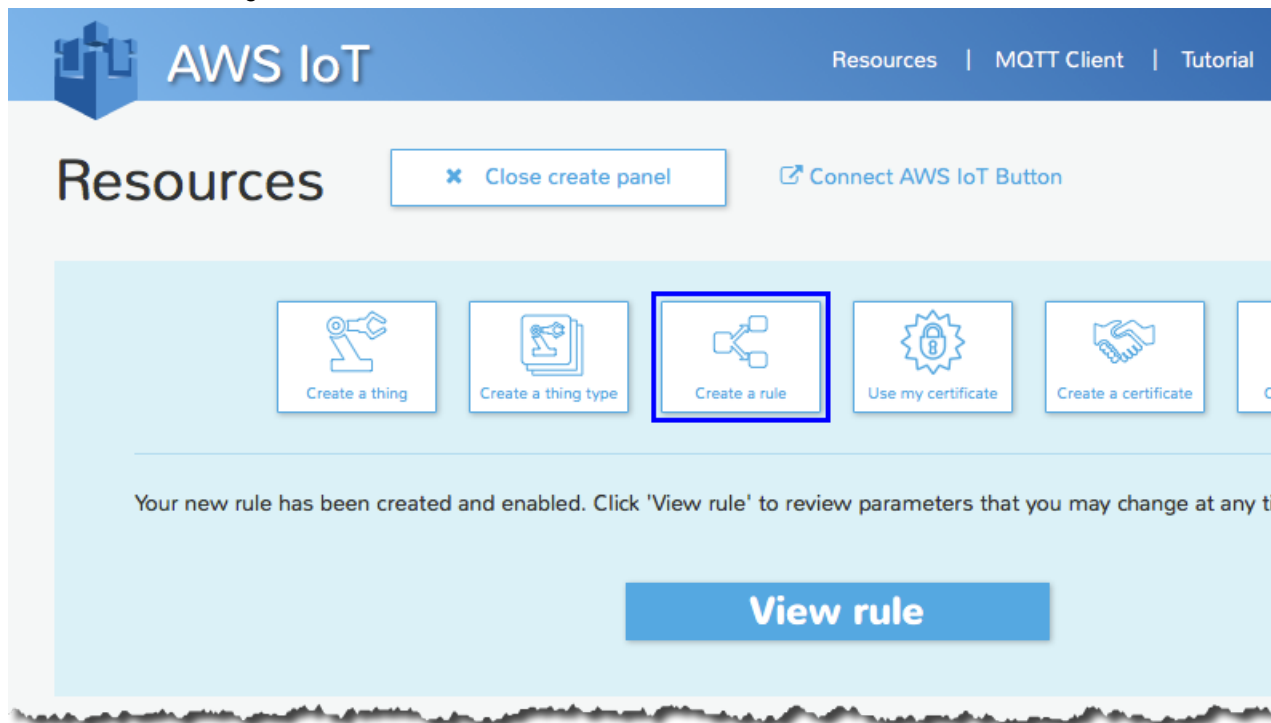 AWS IoT
Resources | MQTT Client | Tutorial
Resources
✖ Close create panel
Connect AWS IoT Button
Create a thing
Create a thing type
Create a rule
Use my certificate
Create a certificate
Your new rule has been created and enabled. Click 'View rule' to review parameters that you may change at any
View rule